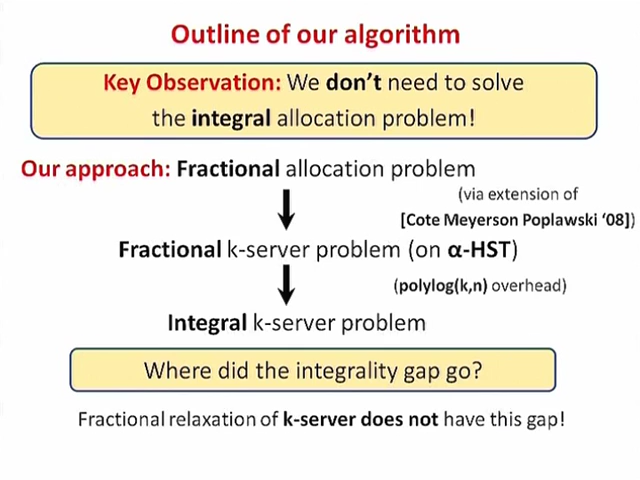 Outline of our algorithm
Key Observation: We don't need to solve
the integral allocation problem!
Our approach: Fractional allocation problem
(via extension of
[Cote Meyerson Poplawski '08])
Fractional k-server problem (on α-HST)
(polylog(k,n) overhead)
Integral k-server problem
Where did the integrality gap go?
Fractional relaxation of k-server does not have this gap!